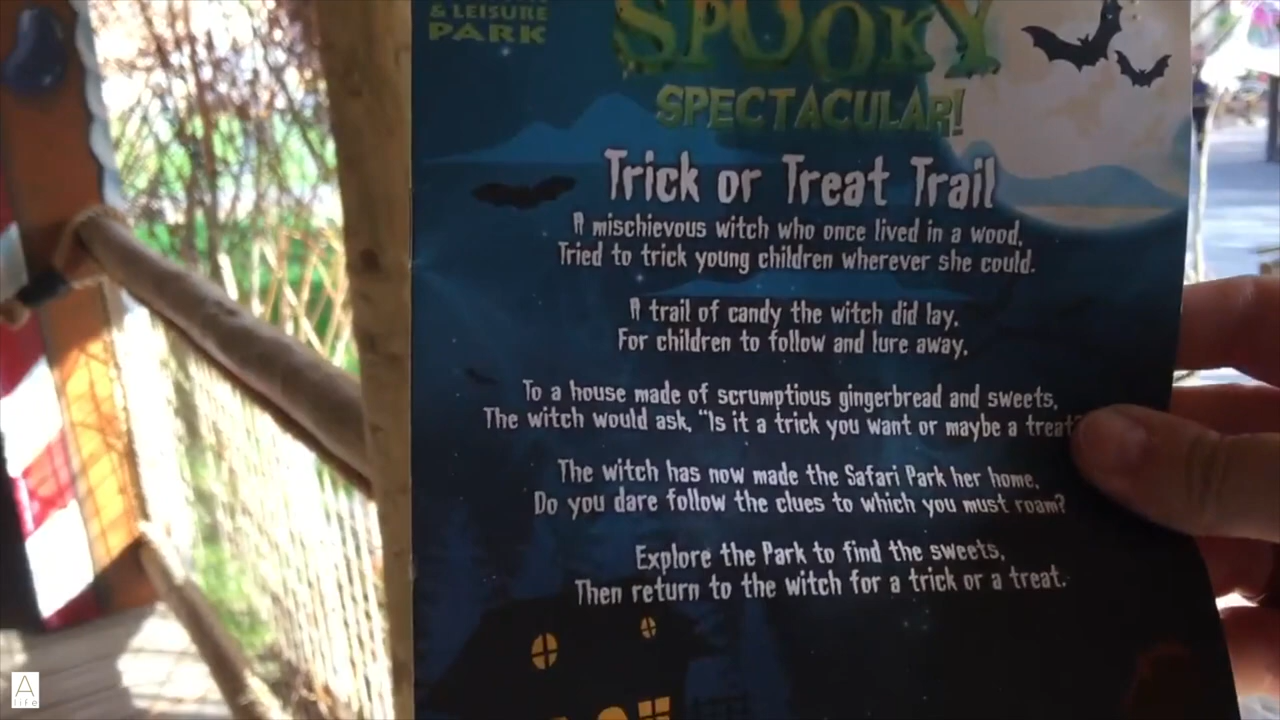 & LEISURE
PARK
SPOOKY
SPECTACULAR!
Trick or Treat Trail
A mischievous witch who once lived in a wood,
Tried to trick young children wherever she could.
A trail of candy the witch did lay,
For children to follow and lure away,
To a house made of scrumptious gingerbread and sweets,
The witch would ask, "Is it a trick you want or maybe a treat
The witch has now made the Safari Park her home,
Do you dare follow the clues to which you must roam?
Explore the Park to find the sweets,
Then return to the witch for a trick or a treat.
A
life